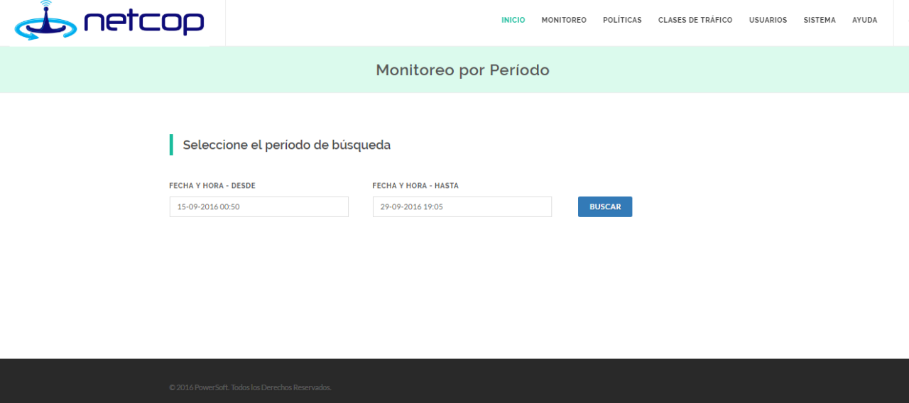 netcop
INICIO MONITOREO POLÍTICAS CLASES DE TRÁFICO USUARIOS SISTEMA AYUDA
Monitoreo por Período
Seleccione el período de búsqueda
FECHA Y HORA - DESDE FECHA Y HORA - HASTA
15-09-2016 00:50 29-09-2016 19:05 BUSCAR
© 2016 PowerSoft. Todos los Derechos Reservados.